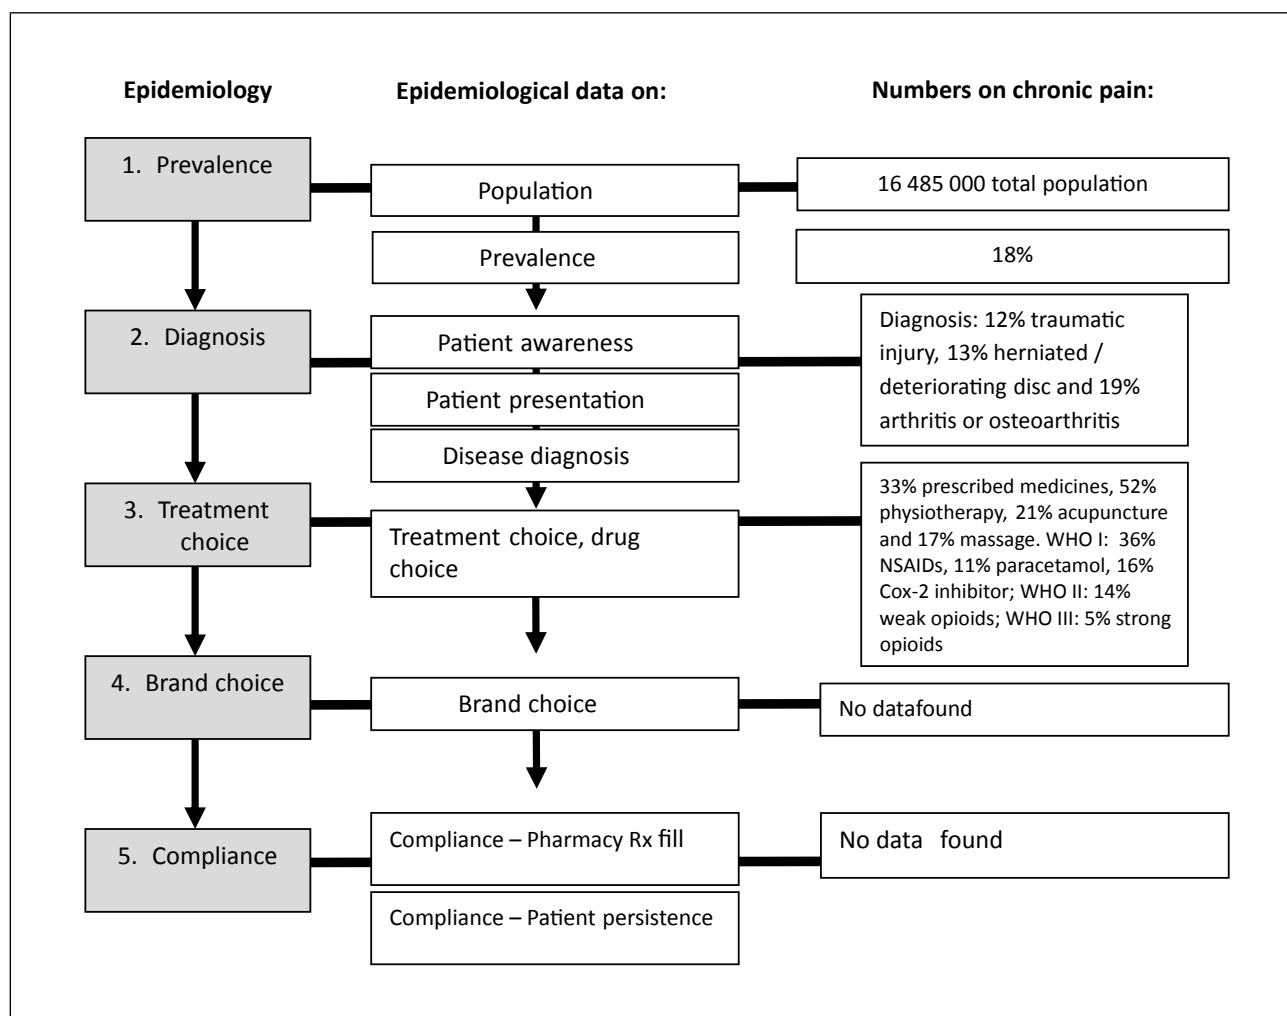 Epidemiology
Epidemiological data on:
Numbers on chronic pain:
1. Prevalence
Population
16 485 000 total population
Prevalence
18%
2. Diagnosis
Patient awareness
Patient presentation
Disease diagnosis
Diagnosis: 12% traumatic
injury, 13% herniated /
deteriorating disc and 19%
arthritis or osteoarthritis
3. Treatment
choice
Treatment choice, drug
choice
33% prescribed medicines, 52%
physiotherapy, 21% acupuncture
and 17% massage. WHO I: 36%
NSAIDs, 11% paracetamol, 16%
Cox-2 inhibitor; WHO II: 14%
weak opioids; WHO III: 5% strong
opioids
4. Brand choice
Brand choice
No datafound
5. Compliance
Compliance – Pharmacy Rx fill
No data found
Compliance – Patient persistence